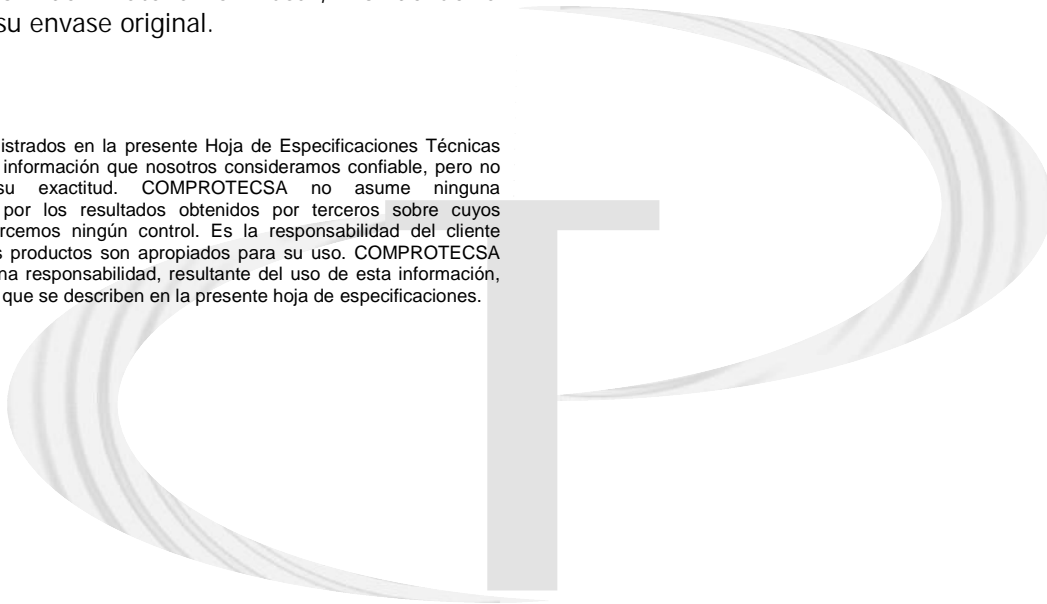 su envase original.
istrados en la presente Hoja de Especificaciones Técnicas
información que nosotros consideramos confiable, pero no
su exactitud. COMPROTECSA no asume ninguna
por los resultados obtenidos por terceros sobre cuyos
rcemos ningún control. Es la responsabilidad del cliente
s productos son apropiados para su uso. COMPROTECSA
na responsabilidad, resultante del uso de esta información,
que se describen en la presente hoja de especificaciones.
T